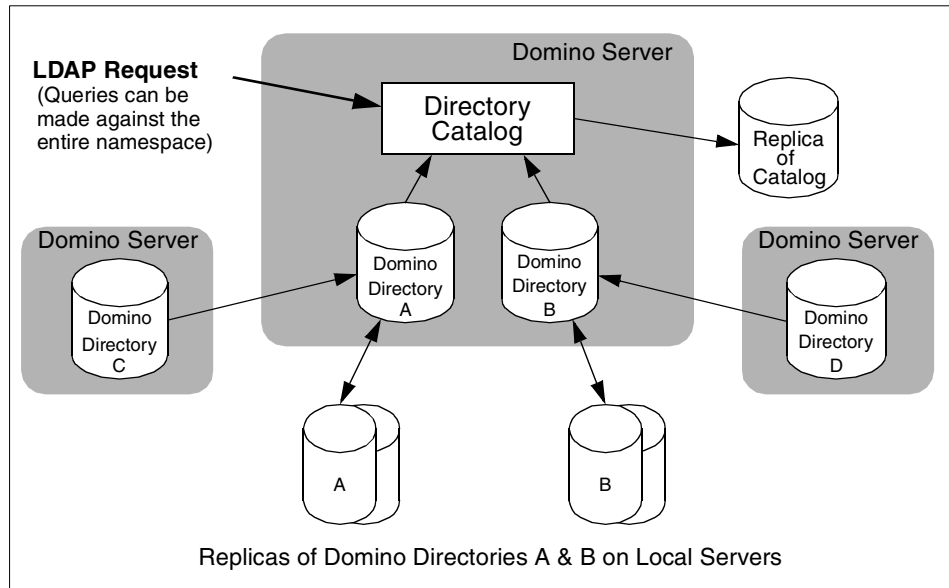 Domino Server
LDAP Request
(Queries can be
made against the
entire namespace)
Directory
Catalog
Replica
of
Catalog
Domino Server
Domino
Directory
C
Domino
Directory
A
Domino
Directory
B
Domino Server
Domino
Directory
D
A
B
Replicas of Domino Directories A & B on Local Servers